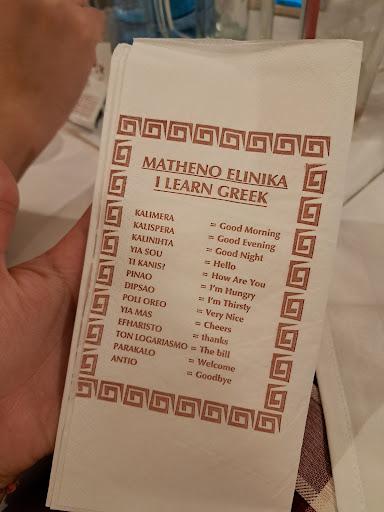 MATHENO ELINIKA
I LEARN GREEK
KALIMERA = Good Morning
KALISPERA = Good Evening
KALINIHTA = Good Night
YIA SOU = Hello
TI KANIS? = How Are You
PINAO = I'm Hungry
DIPSAO = I'm Thirsty
POLI OREO = Very Nice
YIA MAS = Cheers
EFHARISTO = thanks
TON LOGARIASMO = The bill
PARAKALO = Welcome
ANTIO = Goodbye